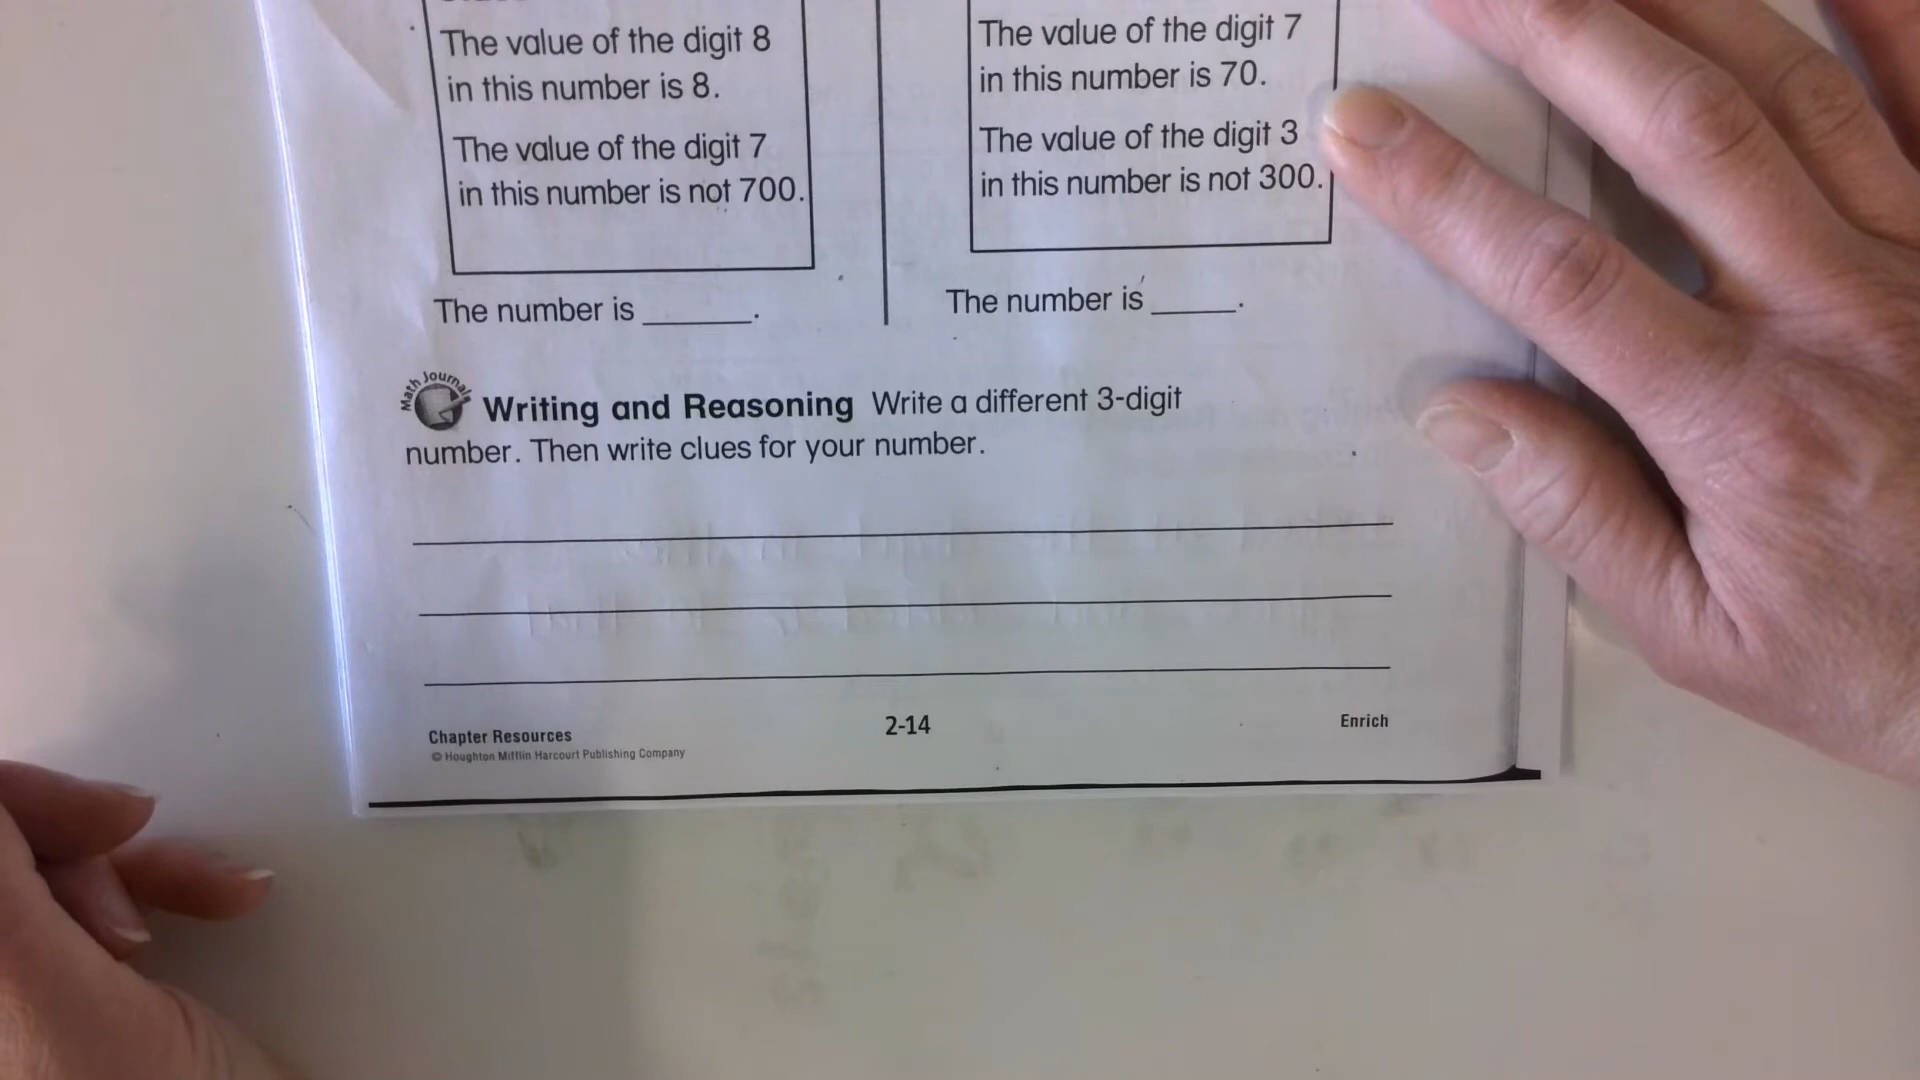 The value of the digit 8
in this number is 8.
The value of the digit 7
in this number is not 700.
The number is ______.
The value of the digit 7
in this number is 70.
The value of the digit 3
in this number is not 300.
The number is _____.
Math Journal
Writing and Reasoning Write a different 3-digit
number. Then write clues for your number.
Chapter Resources
© Houghton Mifflin Harcourt Publishing Company
2-14
Enrich